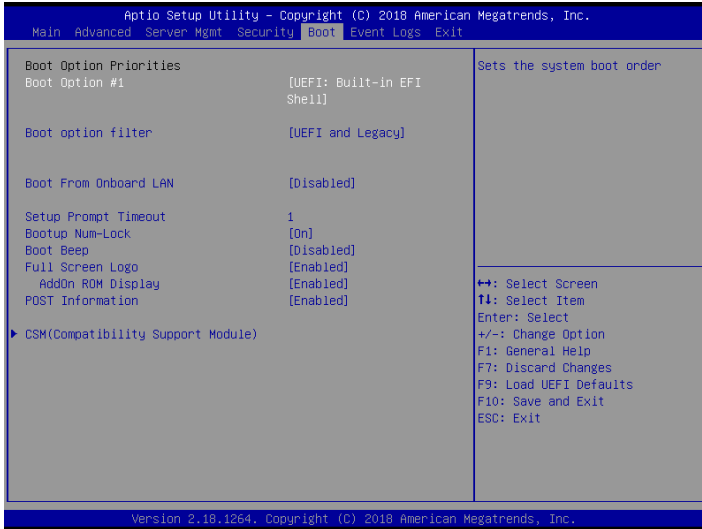 Aptio Setup Utility – Copyright (C) 2018 American Megatrends, Inc.
Main Advanced Server Mgmt Security Boot Event Logs Exit
Boot Option Priorities
Boot Option #1 [UEFI: Built-in EFI
Shell]
Boot option filter [UEFI and Legacy]
Boot From Onboard LAN [Disabled]
Setup Prompt Timeout 1
Bootup Num-Lock [On]
Boot Beep [Disabled]
Full Screen Logo [Enabled]
AddOn ROM Display [Enabled]
POST Information [Enabled]
▶ CSM(Compatibility Support Module)
Sets the system boot order
↔: Select Screen
↑↓: Select Item
Enter: Select
+/-: Change Option
F1: General Help
F7: Discard Changes
F9: Load UEFI Defaults
F10: Save and Exit
ESC: Exit
Version 2.18.1264. Copyright (C) 2018 American Megatrends, Inc.